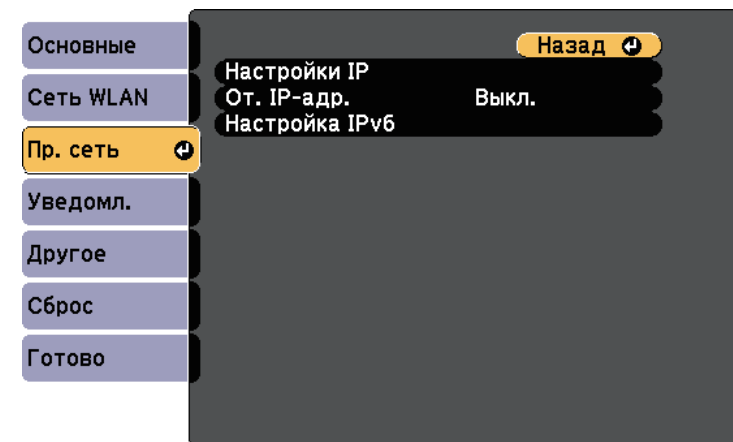 Основные
Сеть WLAN
Пр. сеть
Уведомл.
Другое
Сброс
Готово
Назад
Настройки IP
От. IP-адр. Выкл.
Настройка IPv6